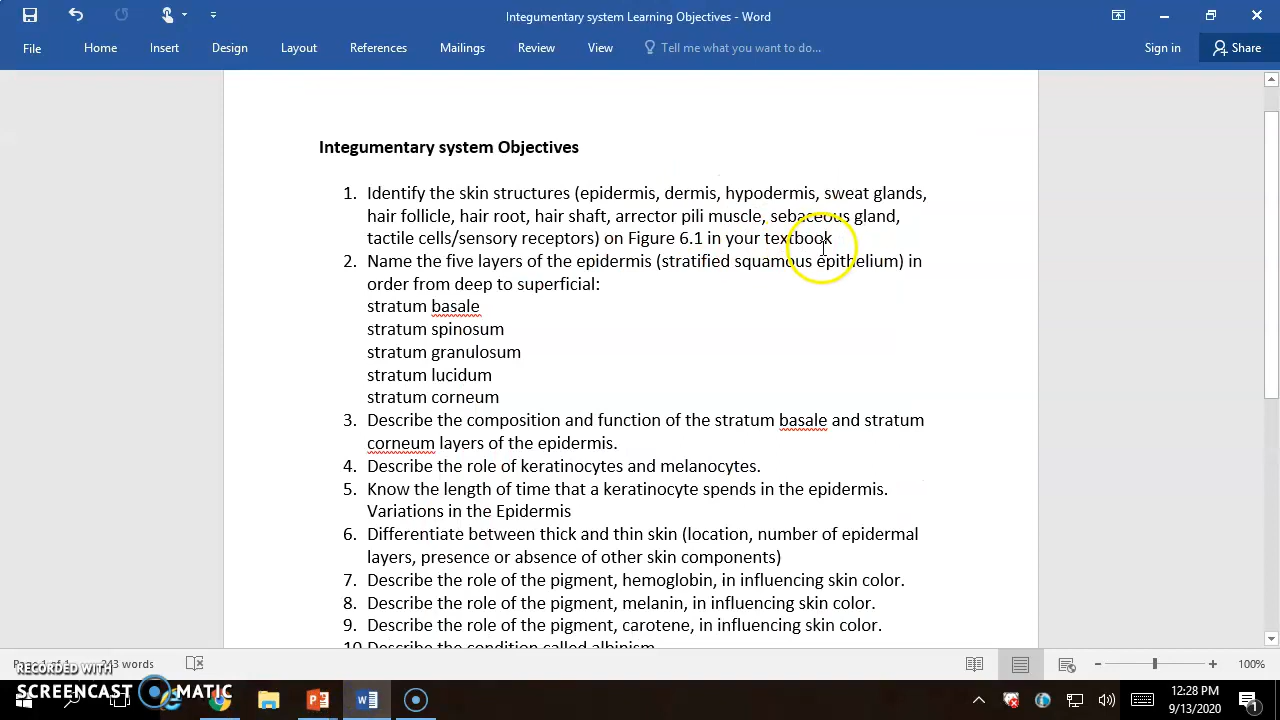 Integumentary system Learning Objectives - Word
File Home Insert Design Layout References Mailings Review View Tell me what you want to do... Sign in Share
Integumentary system Objectives
1. Identify the skin structures (epidermis, dermis, hypodermis, sweat glands,
hair follicle, hair root, hair shaft, arrector pili muscle, sebaceous gland,
tactile cells/sensory receptors) on Figure 6.1 in your textbook
2. Name the five layers of the epidermis (stratified squamous epithelium) in
order from deep to superficial:
stratum basale
stratum spinosum
stratum granulosum
stratum lucidum
stratum corneum
3. Describe the composition and function of the stratum basale and stratum
corneum layers of the epidermis.
4. Describe the role of keratinocytes and melanocytes.
5. Know the length of time that a keratinocyte spends in the epidermis.
Variations in the Epidermis
6. Differentiate between thick and thin skin (location, number of epidermal
layers, presence or absence of other skin components)
7. Describe the role of the pigment, hemoglobin, in influencing skin color.
8. Describe the role of the pigment, melanin, in influencing skin color.
9. Describe the role of the pigment, carotene, in influencing skin color.
10. Describe the condition called albinism
243 words
100%
RECORDED WITH
SCREENCAST MATIC
12:28 PM
9/13/2020
1